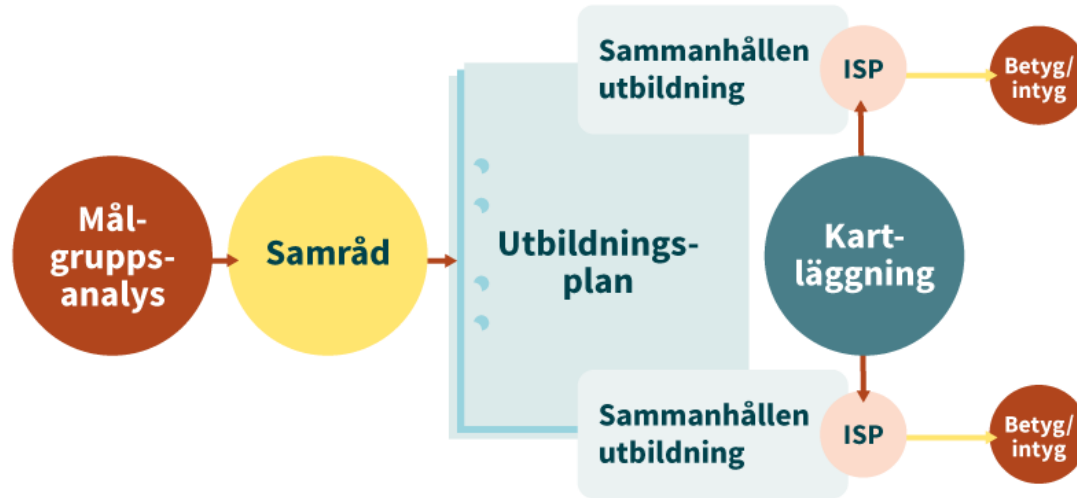 Mål-
grupps-
analys
Samråd
Utbildnings-
plan
Sammanhållen
utbildning
ISP
Betyg/
intyg
Kart-
läggning
Sammanhållen
utbildning
ISP
Betyg/
intyg